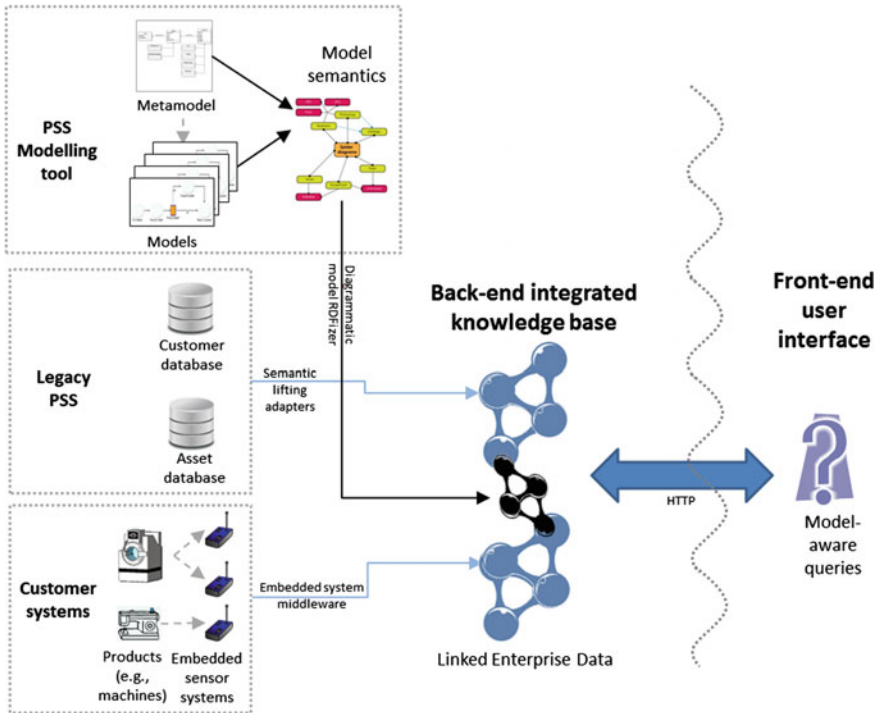 Model
semantics
Metamodel
PSS
Modelling
tool
Models
Diagrammatic
model RDFizer
Back-end integrated
knowledge base
Front-end
user
interface
Customer
database
Legacy
PSS
Semantic
lifting
adapters
Asset
database
HTTP
Model-
aware
queries
Customer
systems
Embedded system
middleware
Products
(e.g.,
machines)
Embedded
sensor
systems
Linked Enterprise Data